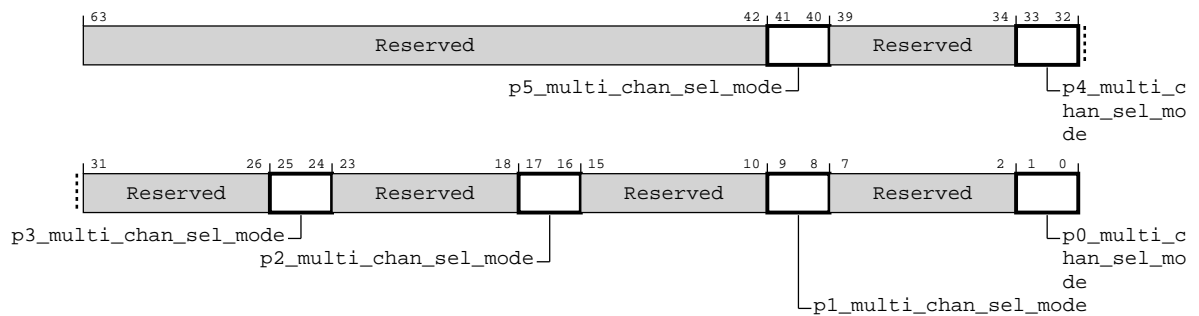 63 42 41 40 39 34 33 32
Reserved Reserved
p5_multi_chan_sel_mode p4_multi_c
han_sel_mo
de
31 26 25 24 23 18 17 16 15 10 9 8 7 2 1 0
Reserved Reserved Reserved Reserved
p3_multi_chan_sel_mode p0_multi_c
p2_multi_chan_sel_mode han_sel_mo
de
p1_multi_chan_sel_mode